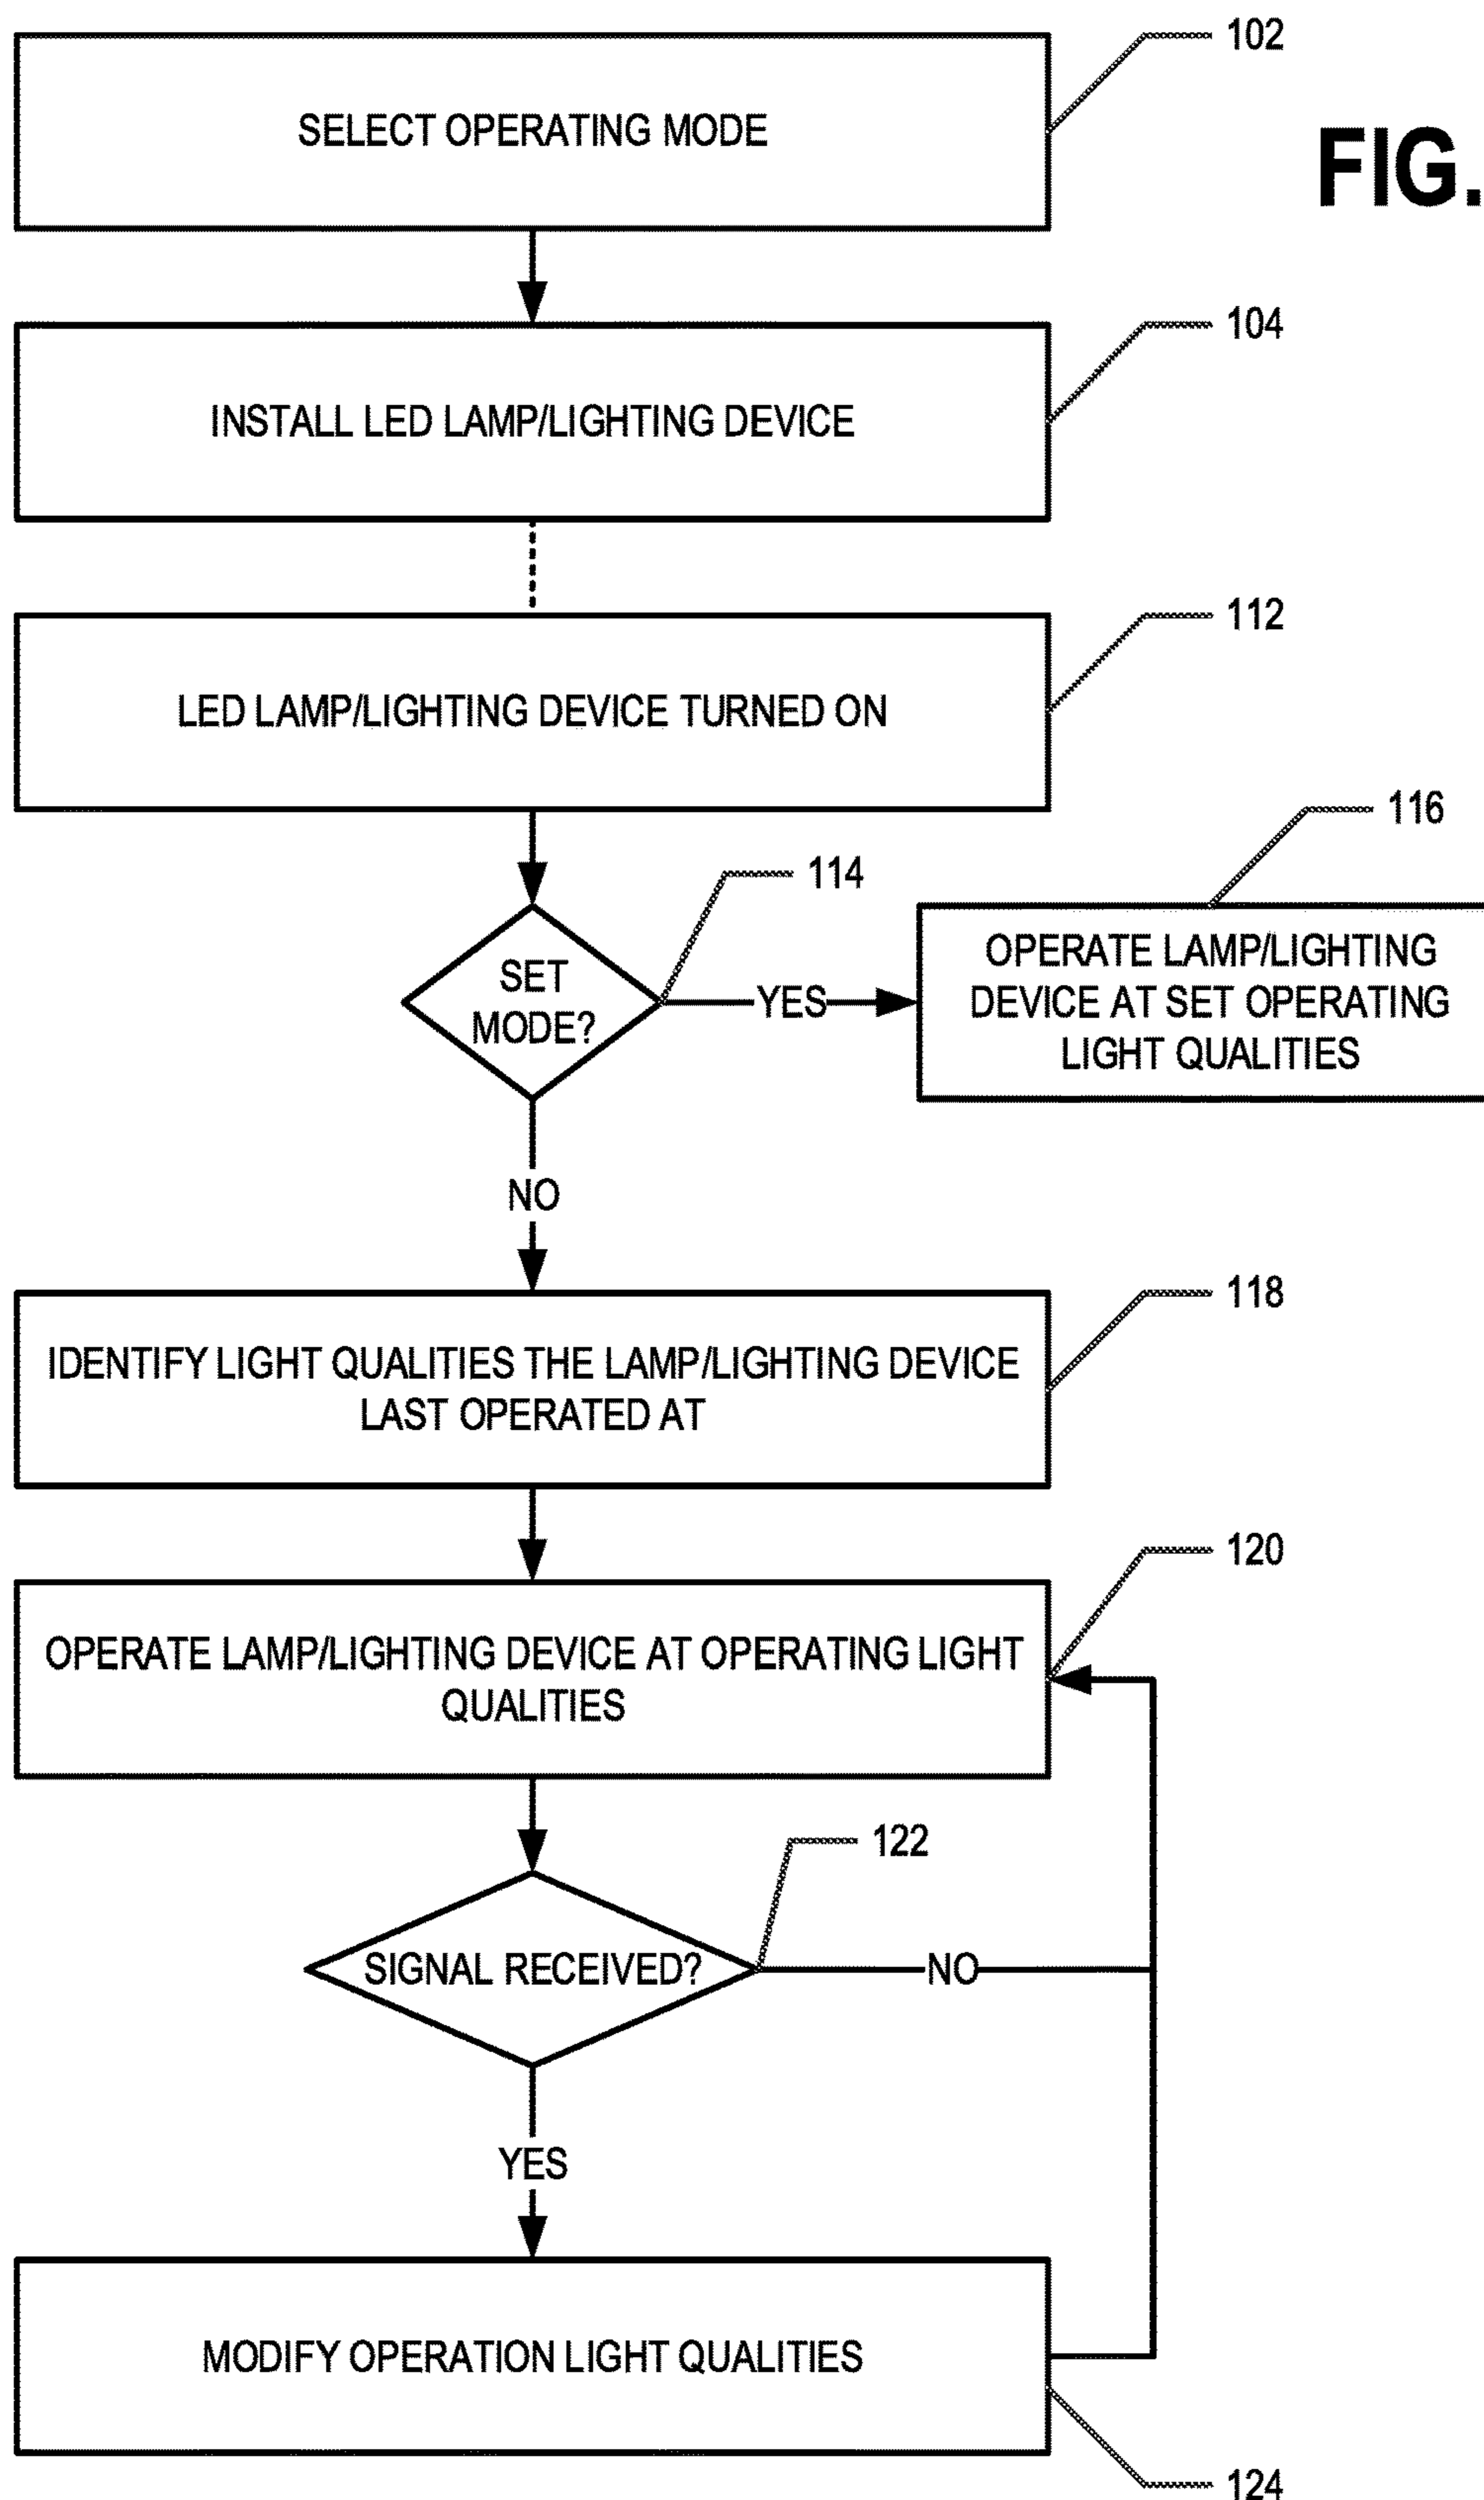 102
SELECT OPERATING MODE
FIG.
104
INSTALL LED LAMP/LIGHTING DEVICE
112
LED LAMP/LIGHTING DEVICE TURNED ON
116
114
SET
MODE?
YES
OPERATE LAMP/LIGHTING
DEVICE AT SET OPERATING
LIGHT QUALITIES
NO
118
IDENTIFY LIGHT QUALITIES THE LAMP/LIGHTING DEVICE
LAST OPERATED AT
120
OPERATE LAMP/LIGHTING DEVICE AT OPERATING LIGHT
QUALITIES
122
SIGNAL RECEIVED?
NO
YES
MODIFY OPERATION LIGHT QUALITIES
124